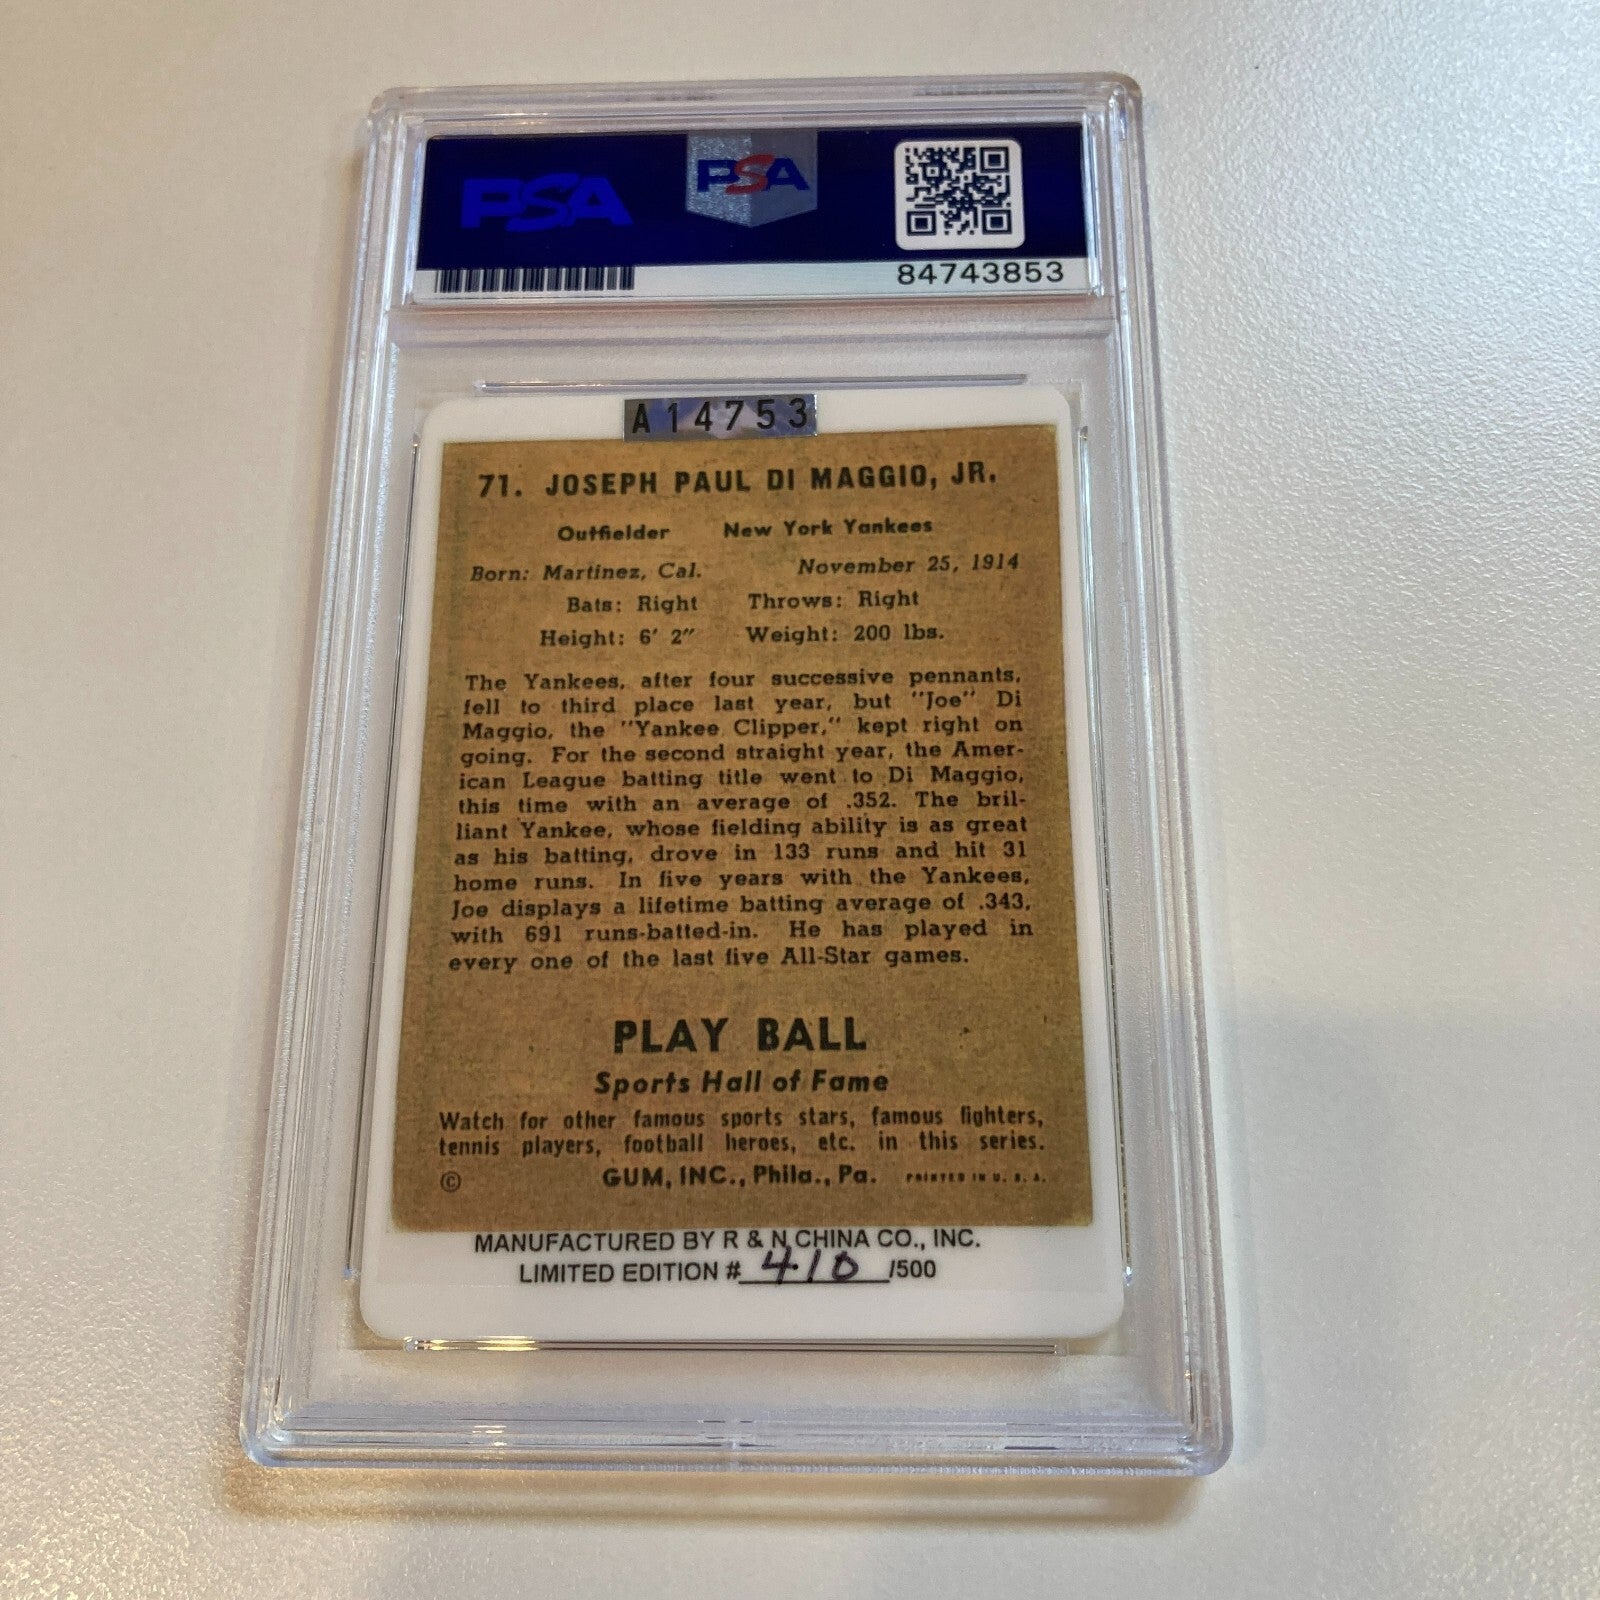 PSA
PSA
84743853
A14753
71. JOSEPH PAUL DI MAGGIO, JR.
Outfielder New York Yankees
Born: Martinez, Cal. November 25, 1914
Bats: Right Throws: Right
Height: 6' 2" Weight: 200 lbs.
The Yankees, after four successive pennants,
fell to third place last year, but "Joe" Di
Maggio, the "Yankee Clipper," kept right on
going. For the second straight year, the Amer-
ican League batting title went to Di Maggio,
this time with an average of .352. The bril-
liant Yankee, whose fielding ability is as great
as his batting, drove in 133 runs and hit 31
home runs. In five years with the Yankees,
Joe displays a lifetime batting average of .343,
with 691 runs-batted-in. He has played in
every one of the last five All-Star games.
PLAY BALL
Sports Hall of Fame
Watch for other famous sports stars, famous fighters,
tennis players, football heroes, etc. in this series.
© GUM, INC., Phila., Pa. PRINTED IN U. S. A.
MANUFACTURED BY R & N CHINA CO., INC.
LIMITED EDITION # 410 /500